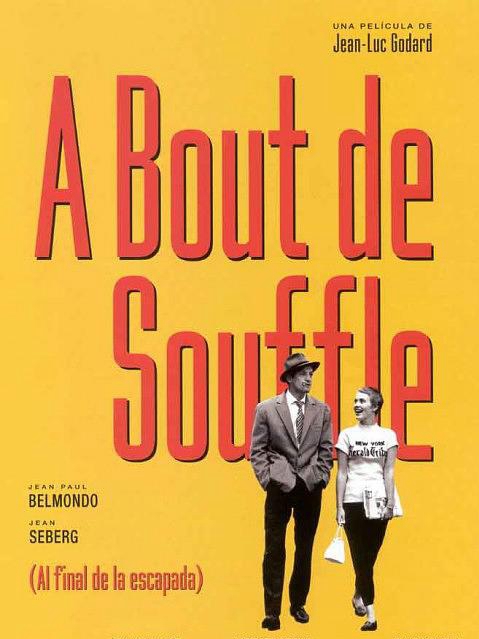 UNA PELÍCULA DE
Jean-Luc Godard
A Bout de
Souffle
NEW YORK
Herald Tribu
JEAN PAUL
BELMONDO
JEAN
SEBERG
(Al final de la escapada)